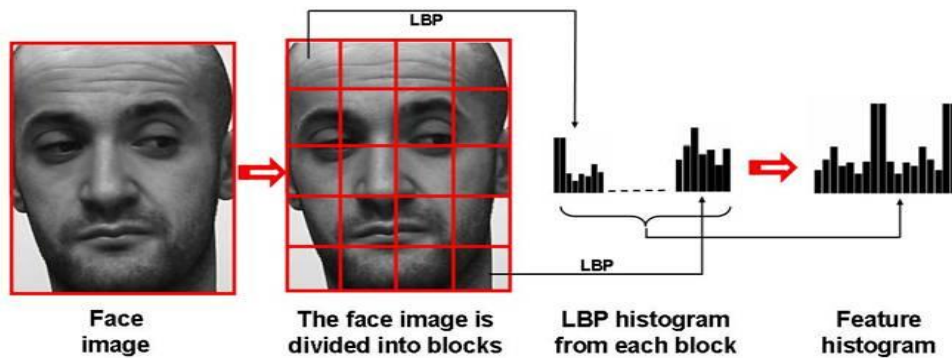 LBP
LBP
Face
image
The face image is
divided into blocks
LBP histogram
from each block
Feature
histogram